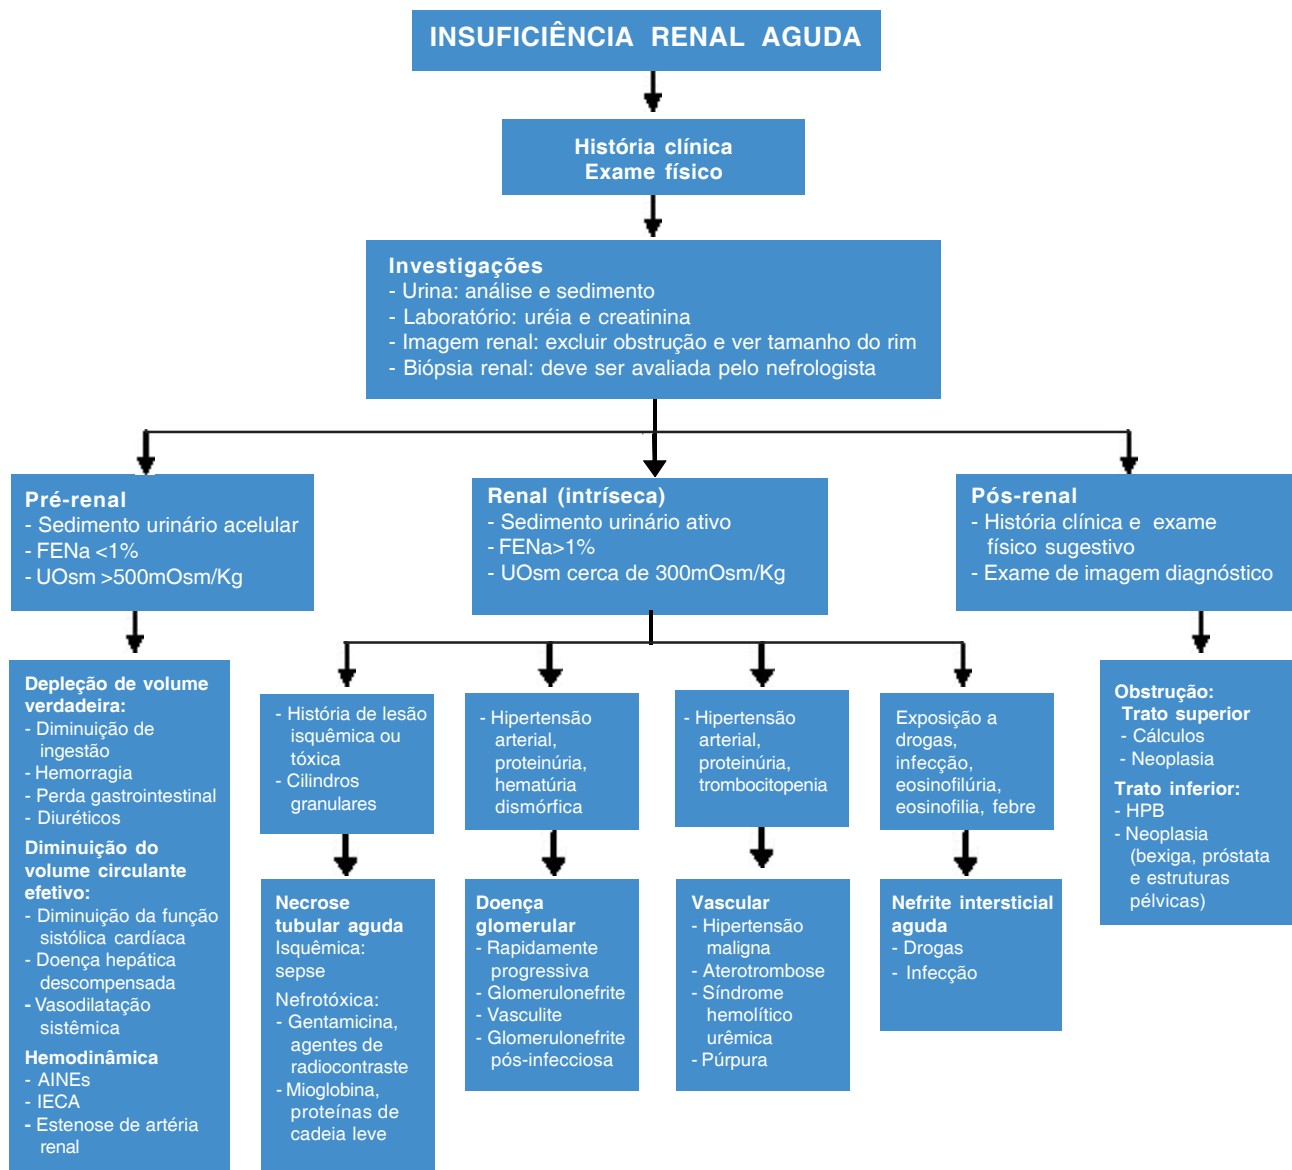 INSUFICIÊNCIA RENAL AGUDA
História clínica
Exame físico
Investigações
- Urina: análise e sedimento
- Laboratório: uréia e creatinina
- Imagem renal: excluir obstrução e ver tamanho do rim
- Biópsia renal: deve ser avaliada pelo nefrologista
Pré-renal
- Sedimento urinário acelular
- FENa <1%
- UOsm >500mOsm/Kg
Renal (intríseca)
- Sedimento urinário ativo
- FENa>1%
- UOsm cerca de 300mOsm/Kg
Pós-renal
- História clínica e exame
físico sugestivo
- Exame de imagem diagnóstico
Depleção de volume
verdadeira:
- Diminuição de
ingestão
- Hemorragia
- Perda gastrointestinal
- Diuréticos
Diminuição do
volume circulante
efetivo:
- Diminuição da função
sistólica cardíaca
- Doença hepática
descompensada
- Vasodilatação
sistêmica
Hemodinâmica
- AINEs
- IECA
- Estenose de artéria
renal
- História de lesão
isquêmica ou
tóxica
- Cilindros
granulares
- Hipertensão
arterial,
proteinúria,
hematúria
dismórfica
- Hipertensão
arterial,
proteinúria,
trombocitopenia
Exposição a
drogas,
infecção,
eosinofilúria,
eosinofilia, febre
Obstrução:
Trato superior
- Cálculos
- Neoplasia
Trato inferior:
- HPB
- Neoplasia
(bexiga, próstata
e estruturas
pélvicas)
Necrose
tubular aguda
Isquêmica:
sepse
Nefrotóxica:
- Gentamicina,
agentes de
radiocontraste
- Mioglobina,
proteínas de
cadeia leve
Doença
glomerular
- Rapidamente
progressiva
- Glomerulonefrite
- Vasculite
- Glomerulonefrite
pós-infecciosa
Vascular
- Hipertensão
maligna
- Aterotrombose
- Síndrome
hemolítico
urêmica
- Púrpura
Nefrite intersticial
aguda
- Drogas
- Infecção